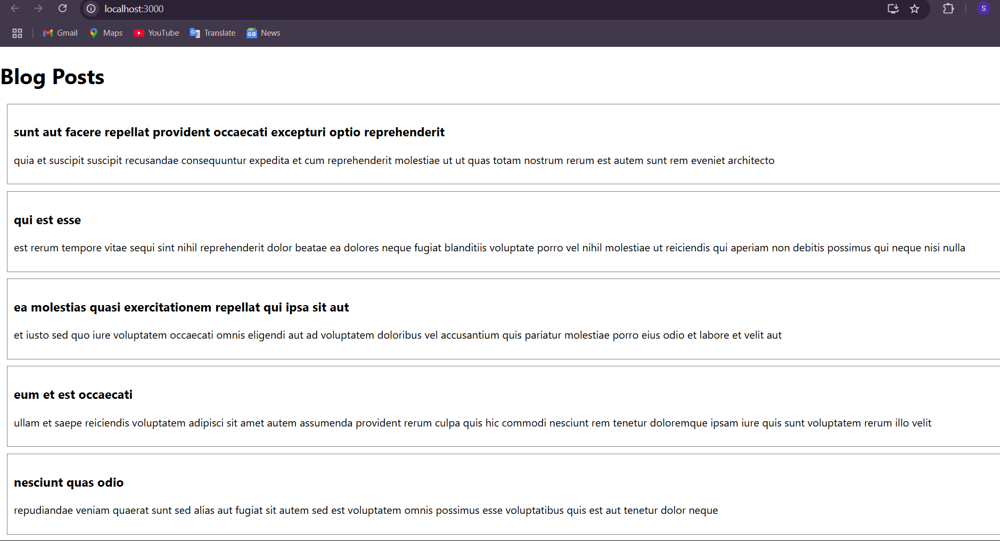 localhost:3000
S
Gmail
Maps
YouTube
Translate
News
Blog Posts
sunt aut facere repellat provident occaecati excepturi optio reprehenderit
quia et suscipit suscipit recusandae consequuntur expedita et cum reprehenderit molestiae ut ut quas totam nostrum rerum est autem sunt rem eveniet architecto
qui est esse
est rerum tempore vitae sequi sint nihil reprehenderit dolor beatae ea dolores neque fugiat blanditiis voluptate porro vel nihil molestiae ut reiciendis qui aperiam non debitis possimus qui neque nisi nulla
ea molestias quasi exercitationem repellat qui ipsa sit aut
et iusto sed quo iure voluptatem occaecati omnis eligendi aut ad voluptatem doloribus vel accusantium quis pariatur molestiae porro eius odio et labore et velit aut
eum et est occaecati
ullam et saepe reiciendis voluptatem adipisci sit amet autem assumenda provident rerum culpa quis hic commodi nesciunt rem tenetur doloremque ipsam iure quis sunt voluptatem rerum illo velit
nesciunt quas odio
repudiandae veniam quaerat sunt sed alias aut fugiat sit autem sed est voluptatem omnis possimus esse voluptatibus quis est aut tenetur dolor neque